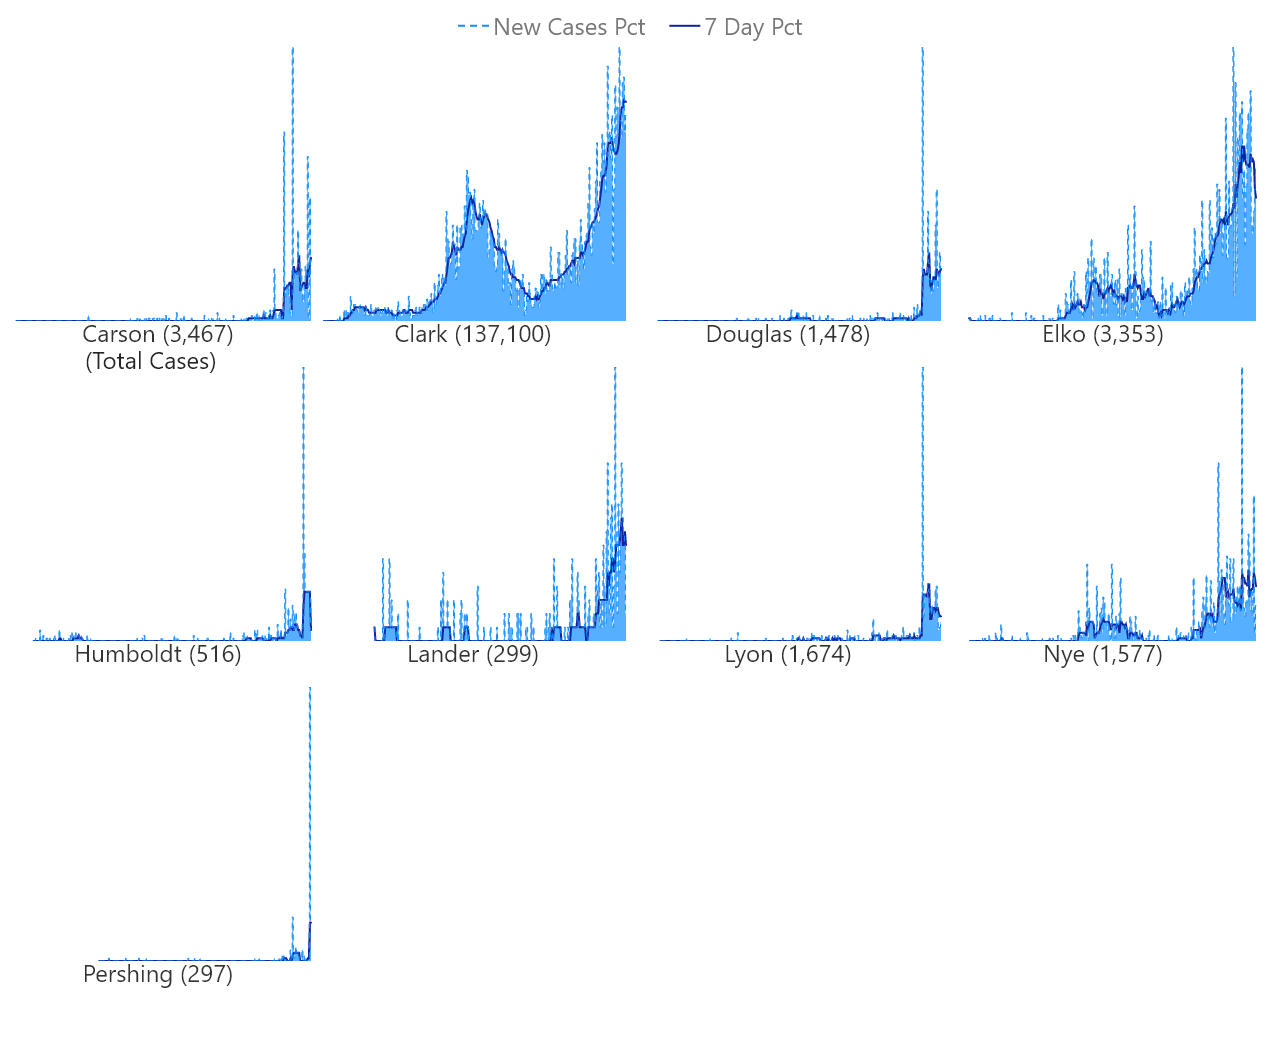 New Cases Pct 7 Day Pct
Carson (3,467) Clark (137,100) Douglas (1,478) Elko (3,353)
(Total Cases)
Humboldt (516) Lander (299) Lyon (1,674) Nye (1,577)
Pershing (297)